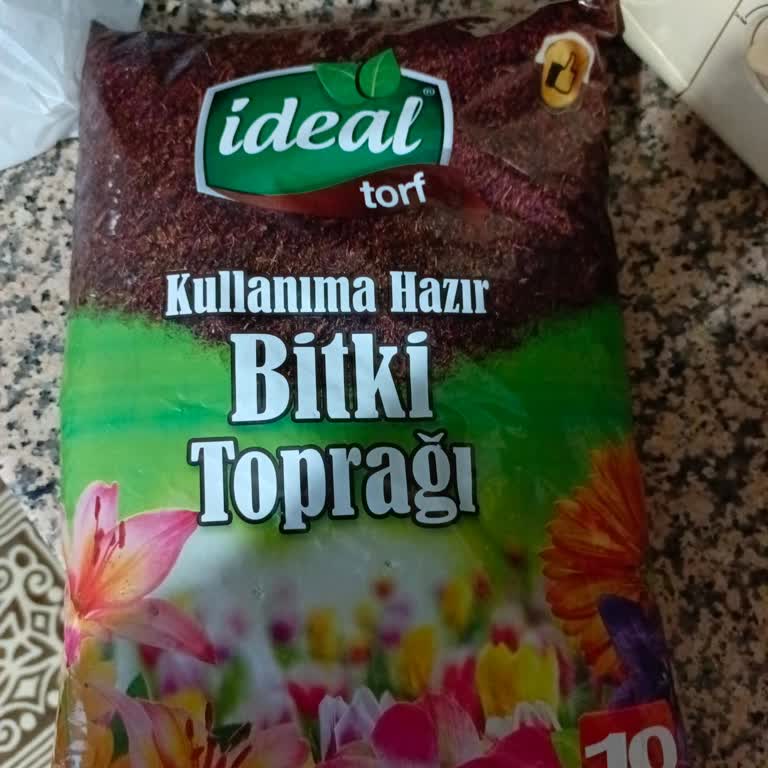 ideal®
torf
Kullanıma Hazır
Bitki
Toprağı
10